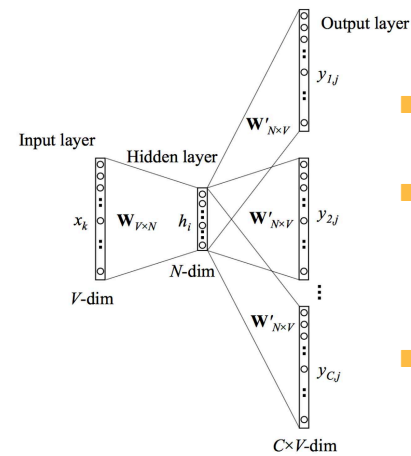 Output layer
y1,j
W'N×V
Input layer
Hidden layer
xk
WV×N
hi
W'N×V
y2,j
N-dim
V-dim
W'N×V
yC,j
C×V-dim